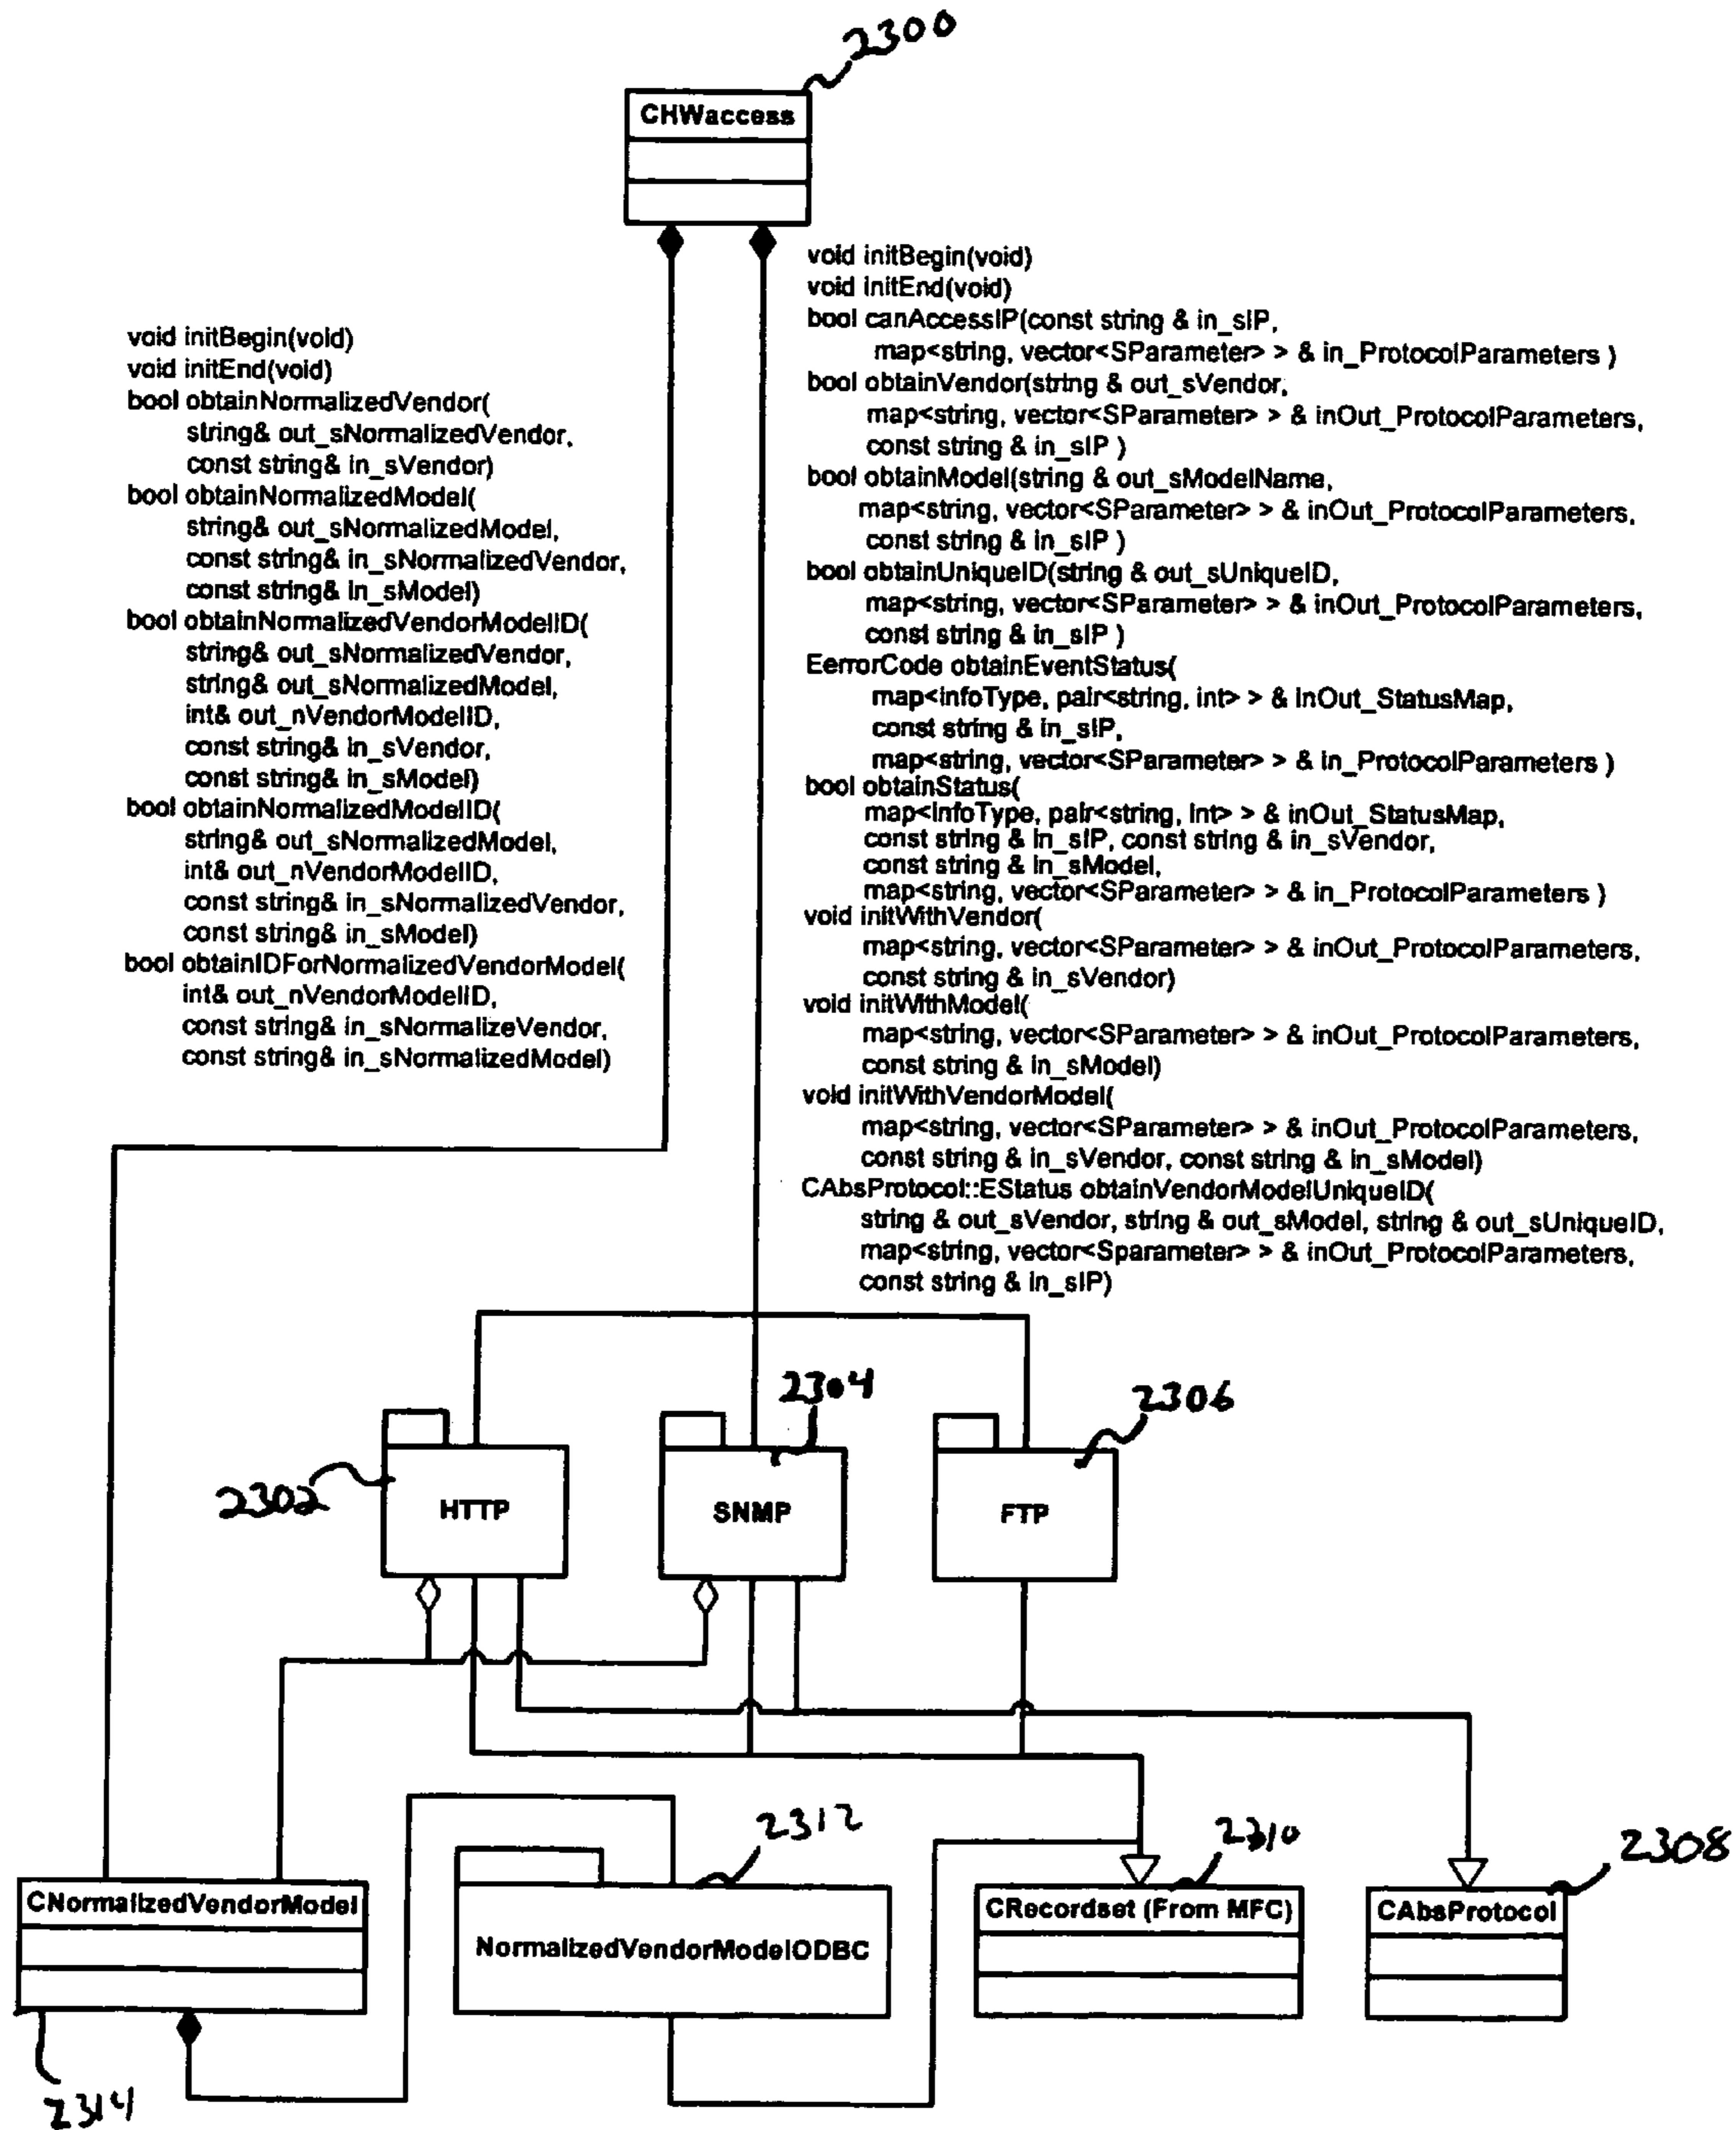 2300
CHWaccess
void initBegin(void)
void initEnd(void)
bool obtainNormalizedVendor(
string& out_sNormalizedVendor,
const string& in_sVendor)
bool obtainNormalizedModel(
string& out_sNormalizedModel,
const string& in_sNormalizedVendor,
const string& in_sModel)
bool obtainNormalizedVendorModelID(
string& out_sNormalizedVendor,
string& out_sNormalizedModel,
int& out_nVendorModelID,
const string& in_sVendor,
const string& in_sModel)
bool obtainNormalizedModelID(
string& out_sNormalizedModel,
int& out_nVendorModelID,
const string& in_sNormalizedVendor,
const string& in_sModel)
bool obtainIDForNormalizedVendorModel(
int& out_nVendorModelID,
const string& in_sNormalizeVendor,
const string& in_sNormalizedModel)
void initBegin(void)
void initEnd(void)
bool canAccessIP(const string & in_sIP,
map<string, vector<SParameter> > & in_ProtocolParameters )
bool obtainVendor(string & out_sVendor,
map<string, vector<SParameter> > & inOut_ProtocolParameters,
const string & in_sIP )
bool obtainModel(string & out_sModelName,
map<string, vector<SParameter> > & inOut_ProtocolParameters,
const string & in_sIP )
bool obtainUniqueID(string & out_sUniqueID,
map<string, vector<SParameter> > & inOut_ProtocolParameters,
const string & in_sIP )
EerrorCode obtainEventStatus(
map<infoType, pair<string, int> > & inOut_StatusMap,
const string & in_sIP,
map<string, vector<SParameter> > & in_ProtocolParameters )
bool obtainStatus(
map<infoType, pair<string, int> > & inOut_StatusMap,
const string & in_sIP, const string & in_sVendor,
const string & in_sModel,
map<string, vector<SParameter> > & in_ProtocolParameters )
void initWithVendor(
map<string, vector<SParameter> > & inOut_ProtocolParameters,
const string & in_sVendor)
void initWithModel(
map<string, vector<SParameter> > & inOut_ProtocolParameters,
const string & in_sModel)
void initWithVendorModel(
map<string, vector<SParameter> > & inOut_ProtocolParameters,
const string & in_sVendor, const string & in_sModel)
CAbsProtocol::EStatus obtainVendorModelUniqueID(
string & out_sVendor, string & out_sModel, string & out_sUniqueID,
map<string, vector<Sparameter> > & inOut_ProtocolParameters,
const string & in_sIP)
2304
2306
2302
HTTP
SNMP
FTP
2312
2310
2308
CNormalizedVendorModel
NormalizedVendorModelODBC
CRecordset (From MFC)
CAbsProtocol
2314